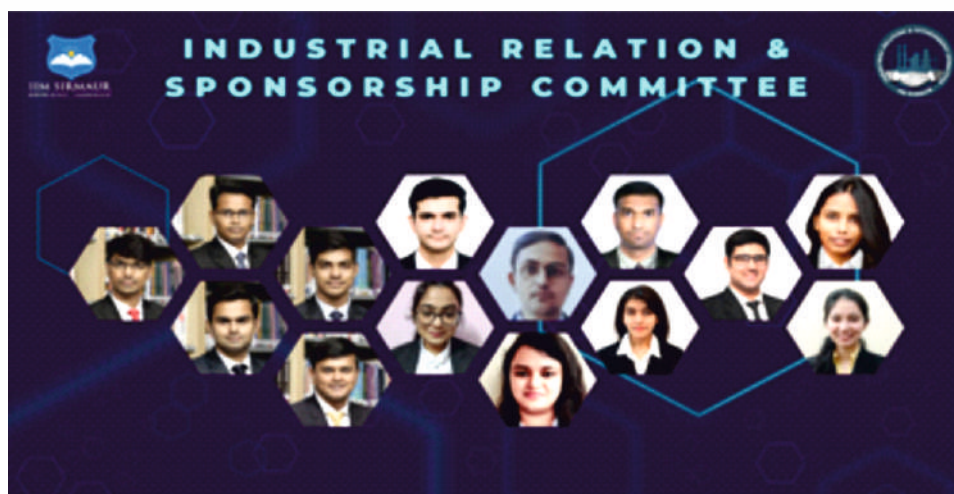 INDUSTRIAL RELATION &
SPONSORSHIP COMMITTEE
IIM SIRMAUR